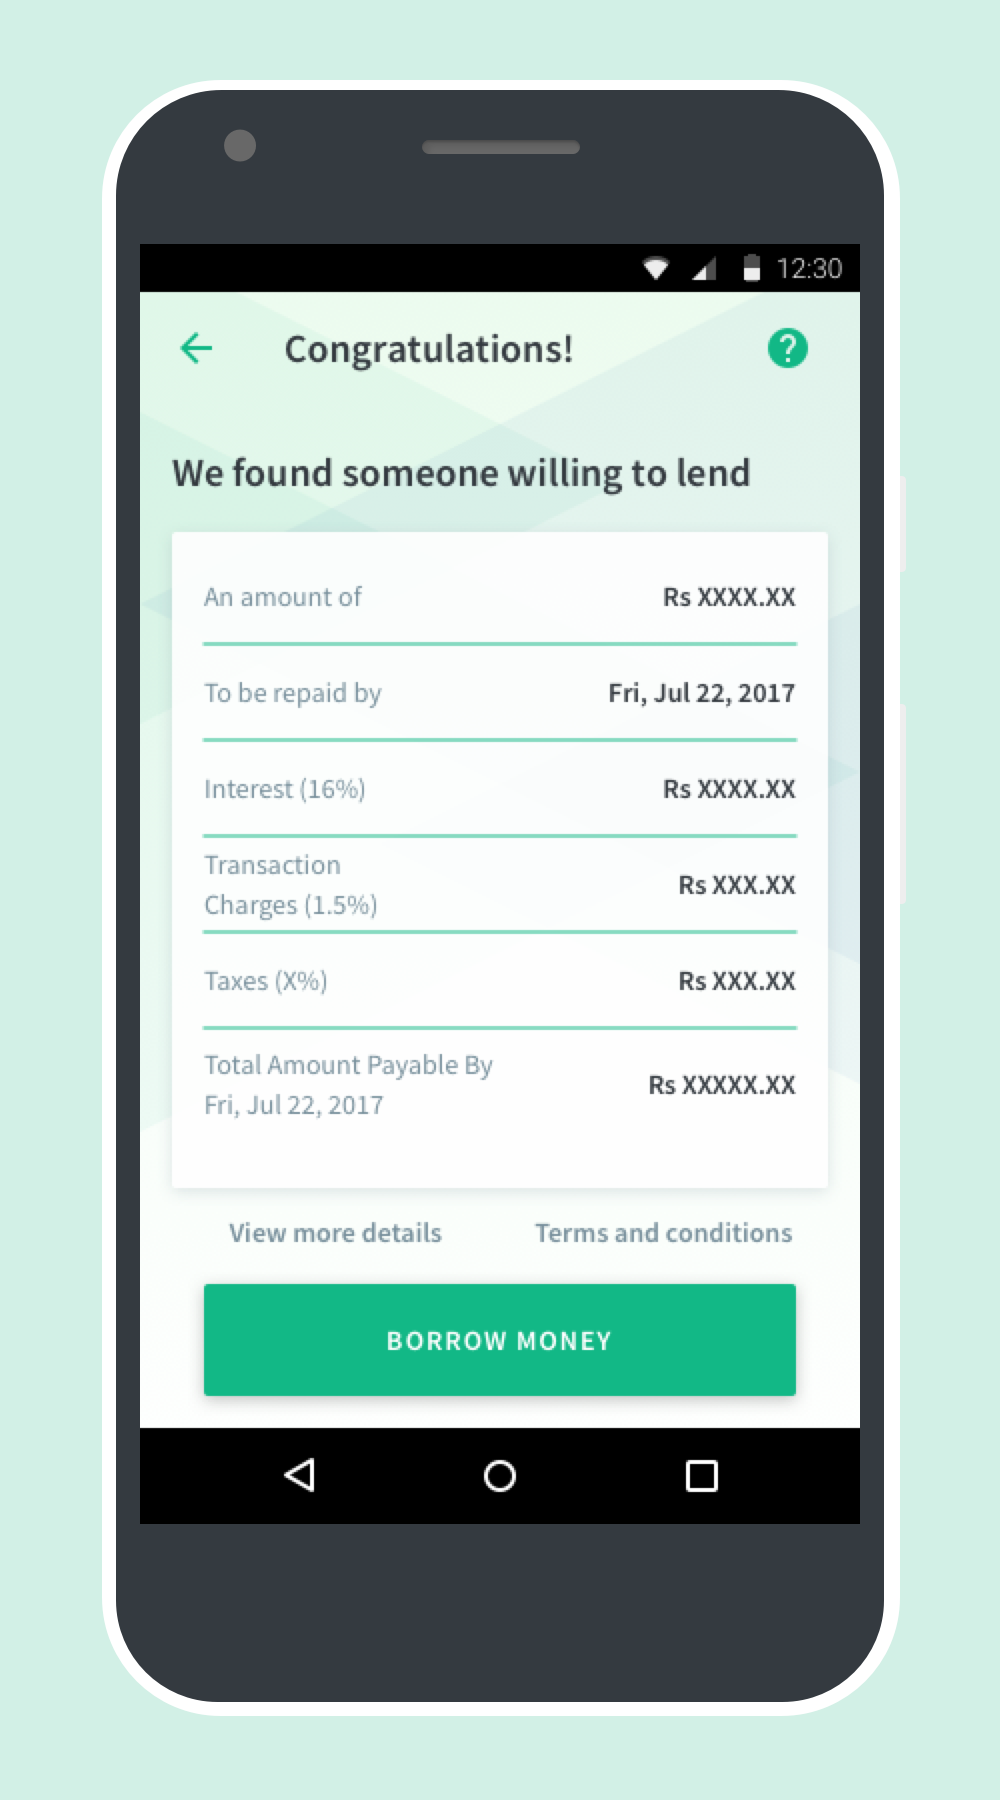 12:30
Congratulations!
We found someone willing to lend
An amount of Rs XXXX.XX
To be repaid by Fri, Jul 22, 2017
Interest (16%) Rs XXXX.XX
Transaction
Charges (1.5%) Rs XXX.XX
Taxes (X%) Rs XXX.XX
Total Amount Payable By
Fri, Jul 22, 2017 Rs XXXXX.XX
View more details Terms and conditions
BORROW MONEY